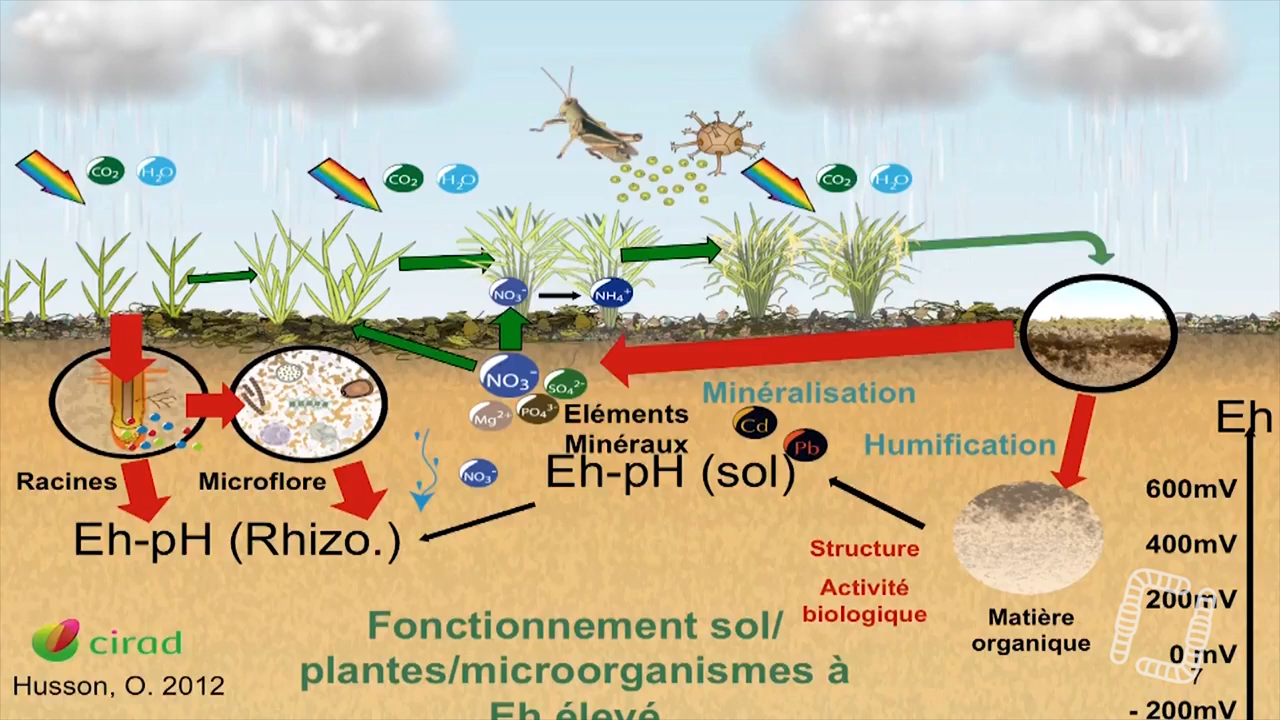 CO₂ H₂O
CO₂ H₂O
CO₂ H₂O
NO₃⁻ NH₄⁺
NO₃⁻ SO₄²⁻
Mg²⁺ PO₄³⁻
Eléments
Minéraux
Minéralisation
Cd
Pb
Humification
Eh
Racines
Microflore
NO₃⁻
Eh-pH (sol)
Eh-pH (Rhizo.)
Structure
Activité
biologique
Matière
organique
600mV
400mV
200mV
0 mV
- 200mV
7
Fonctionnement sol/
plantes/microorganismes à
Eh élevé
cirad
Husson, O. 2012